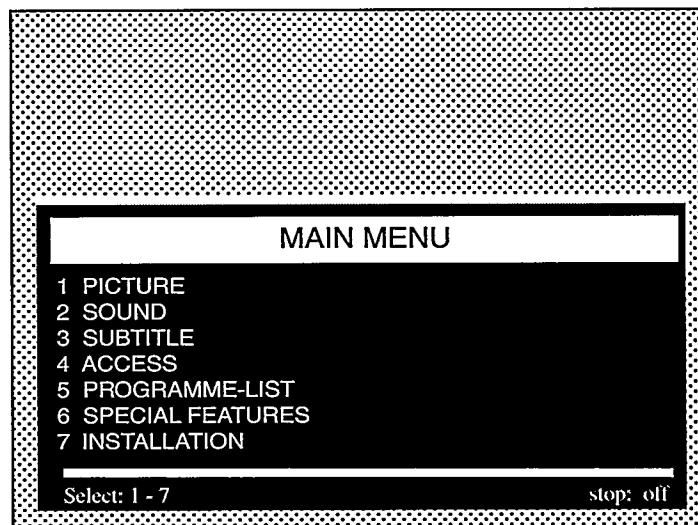 MAIN MENU
1 PICTURE
2 SOUND
3 SUBTITLE
4 ACCESS
5 PROGRAMME-LIST
6 SPECIAL FEATURES
7 INSTALLATION
Select: 1 - 7 stop: off